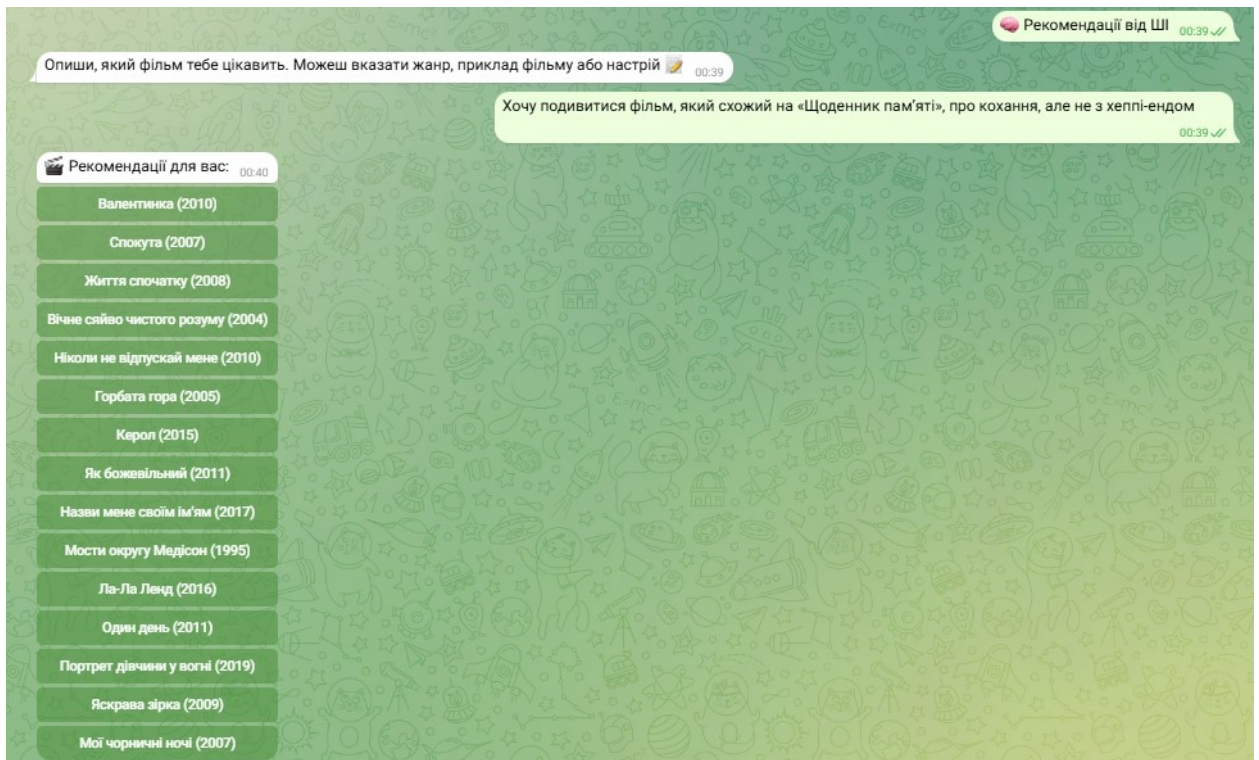 🧠 Рекомендації від ШІ 00:39
Опиши, який фільм тебе цікавить. Можеш вказати жанр, приклад фільму або настрій 📝 00:39
Хочу подивитися фільм, який схожий на «Щоденник пам’яті», про кохання, але не з хеппі-ендом
00:39
🎬 Рекомендації для вас: 00:40
Валентинка (2010)
Спокута (2007)
Життя спочатку (2008)
Вічне сяйво чистого розуму (2004)
Ніколи не відпускай мене (2010)
Горбата гора (2005)
Керол (2015)
Як божевільний (2011)
Назви мене своїм ім'ям (2017)
Мости округу Медісон (1995)
Ла-Ла Ленд (2016)
Один день (2011)
Портрет дівчини у вогні (2019)
Яскрава зірка (2009)
Мої чорничні ночі (2007)